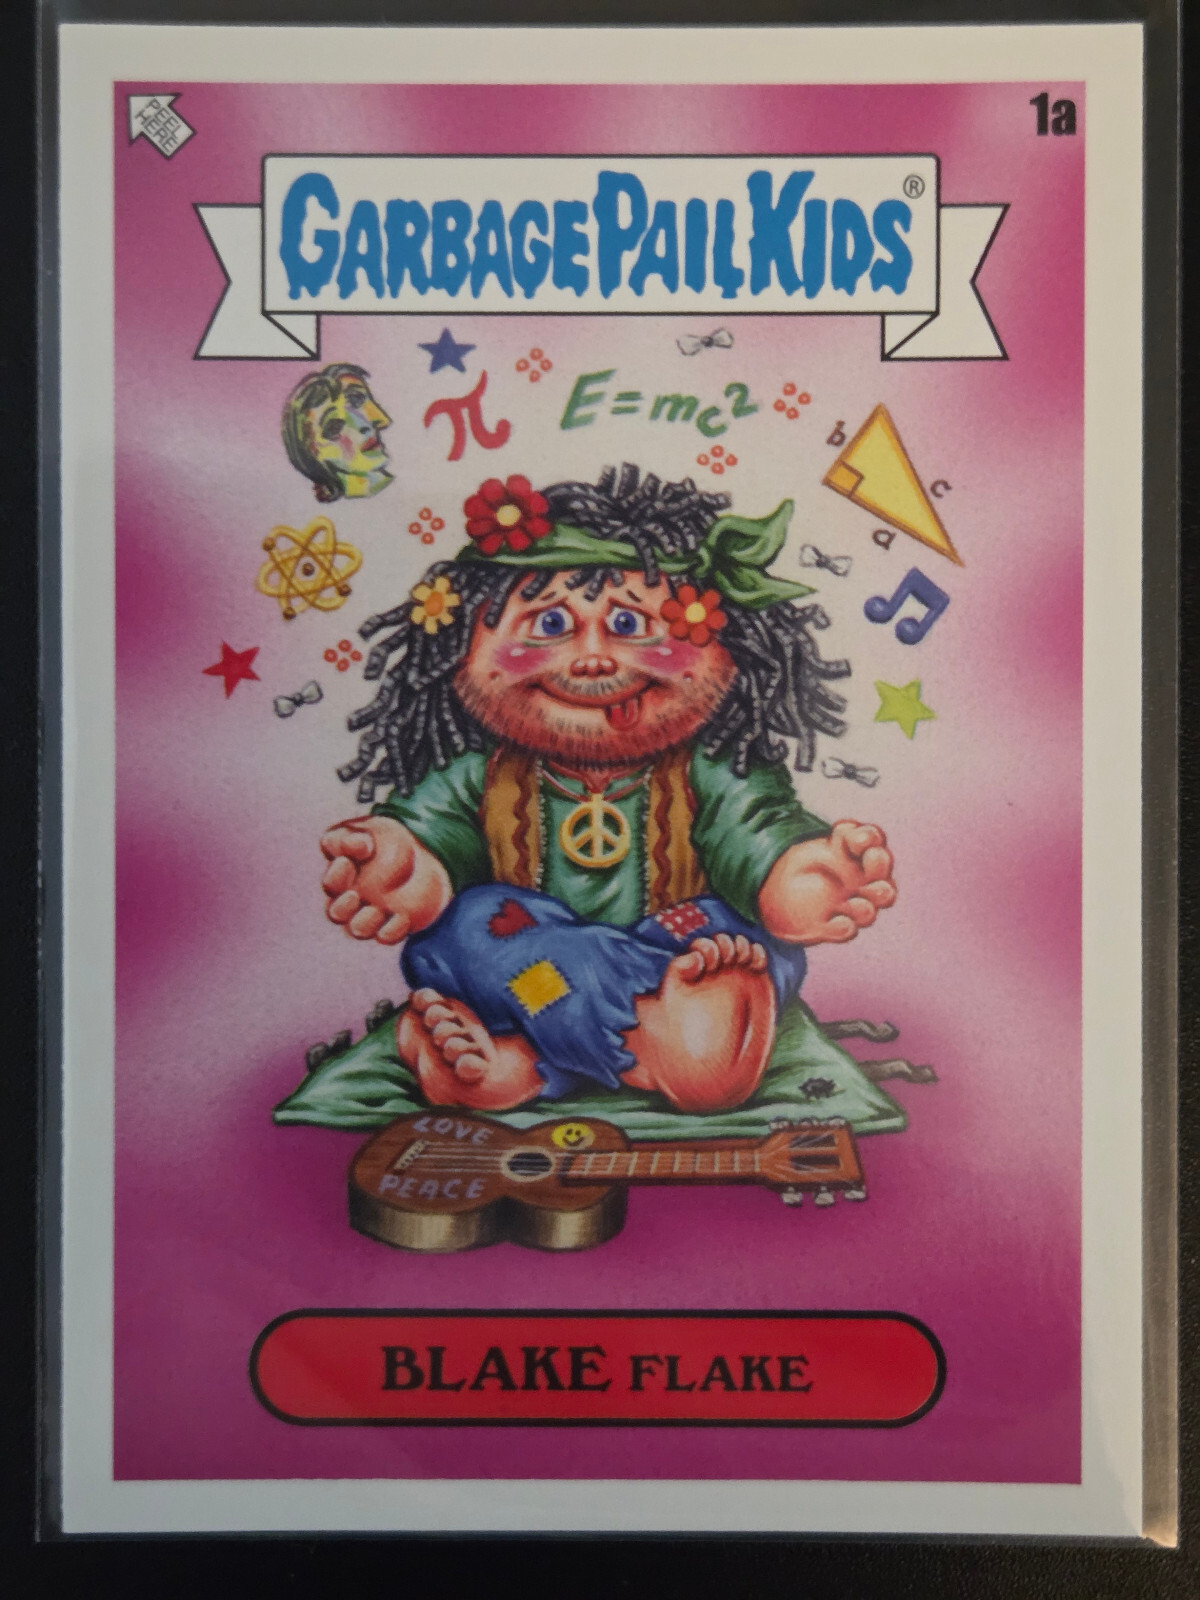 PEEL
HERE
1a
GARBAGE PAIL KIDS®
π
E=mc²
b
c
a
LOVE
PEACE
BLAKE FLAKE